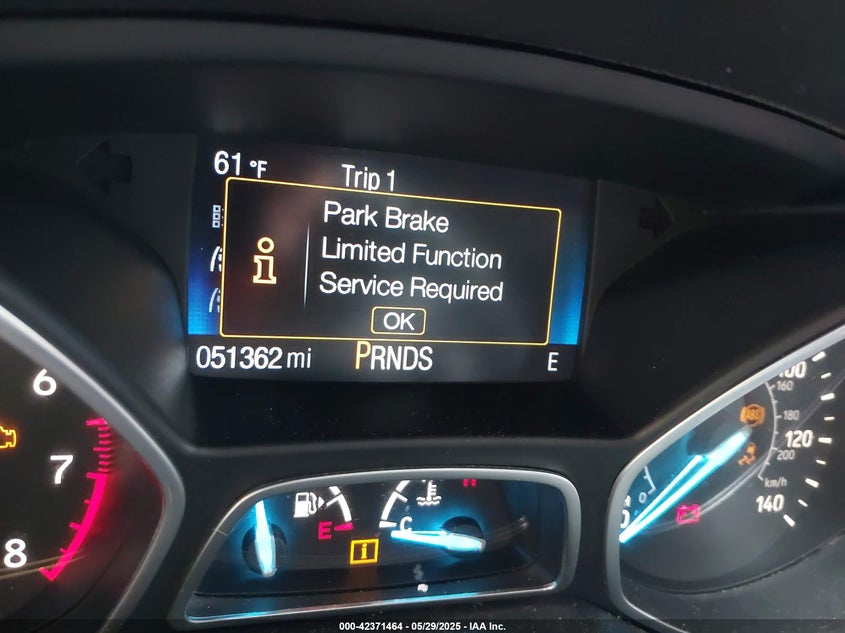 61 °F
Trip 1
Park Brake
Limited Function
Service Required
OK
051362 mi
PRNDS
E
6
7
8
E
C
H
i
ABS
160
180
120
200
km/h
140
000-42371464 - 05/29/2025 - IAA Inc.